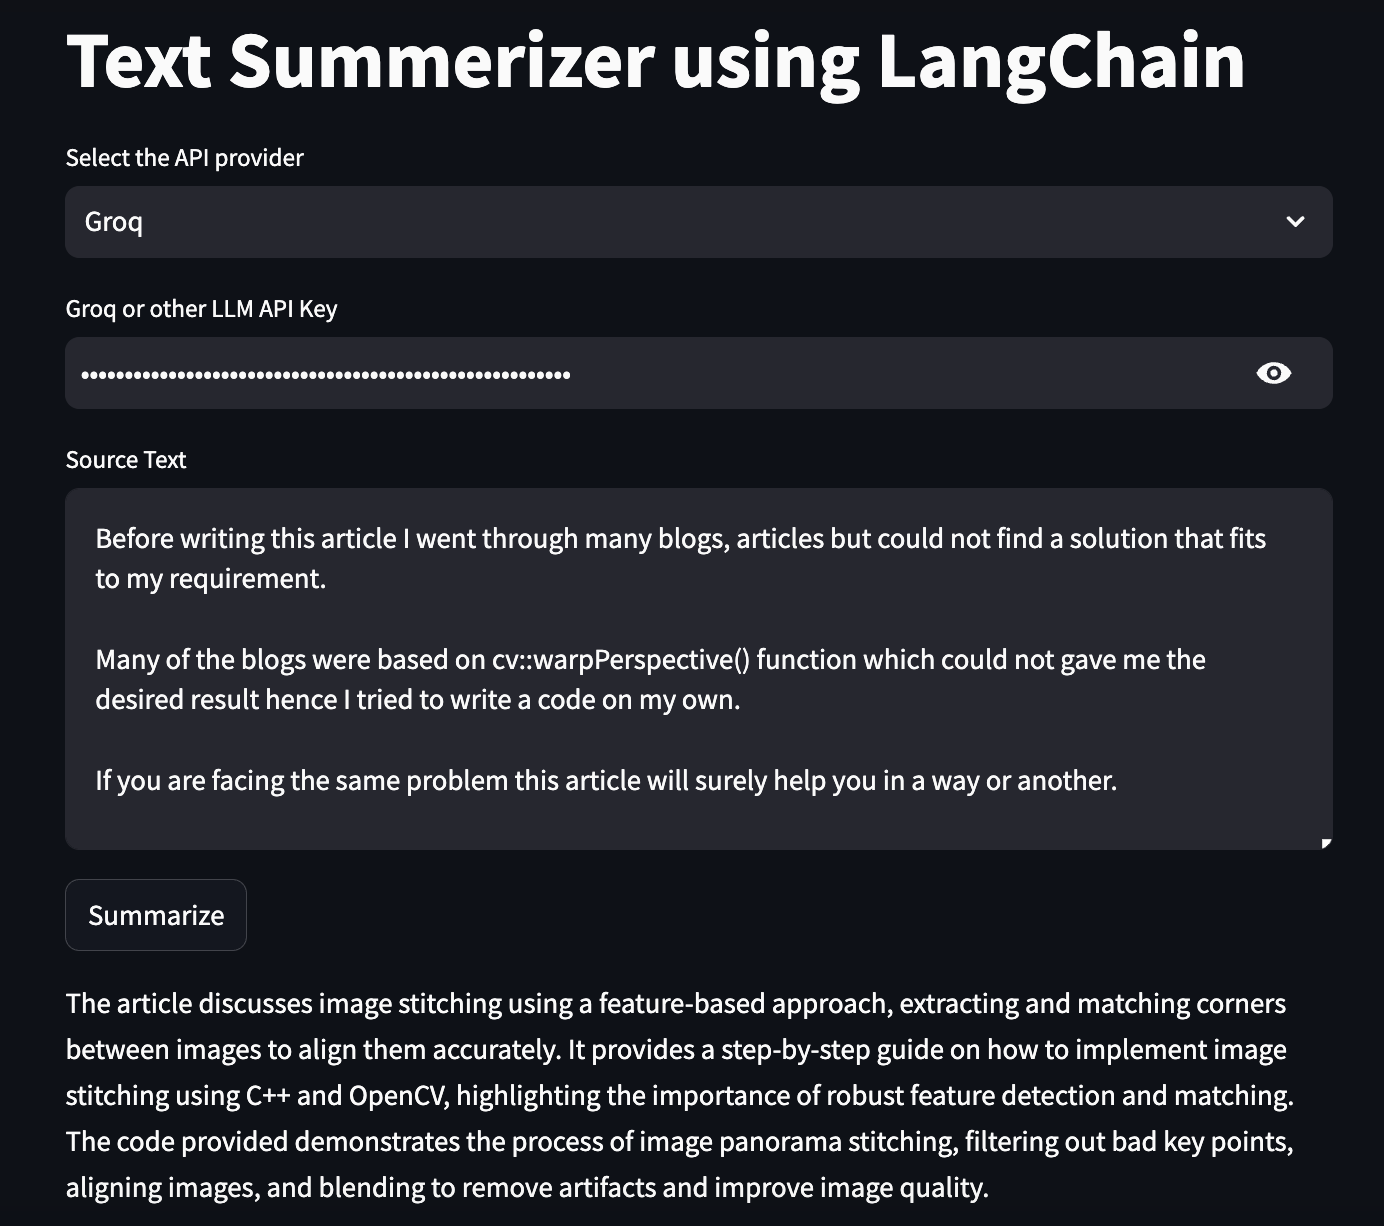 Text Summerizer using LangChain
Select the API provider
Groq
Groq or other LLM API Key
Source Text
Before writing this article I went through many blogs, articles but could not find a solution that fits
to my requirement.
Many of the blogs were based on cv::warpPerspective() function which could not gave me the
desired result hence I tried to write a code on my own.
If you are facing the same problem this article will surely help you in a way or another.
Summarize
The article discusses image stitching using a feature-based approach, extracting and matching corners
between images to align them accurately. It provides a step-by-step guide on how to implement image
stitching using C++ and OpenCV, highlighting the importance of robust feature detection and matching.
The code provided demonstrates the process of image panorama stitching, filtering out bad key points,
aligning images, and blending to remove artifacts and improve image quality.